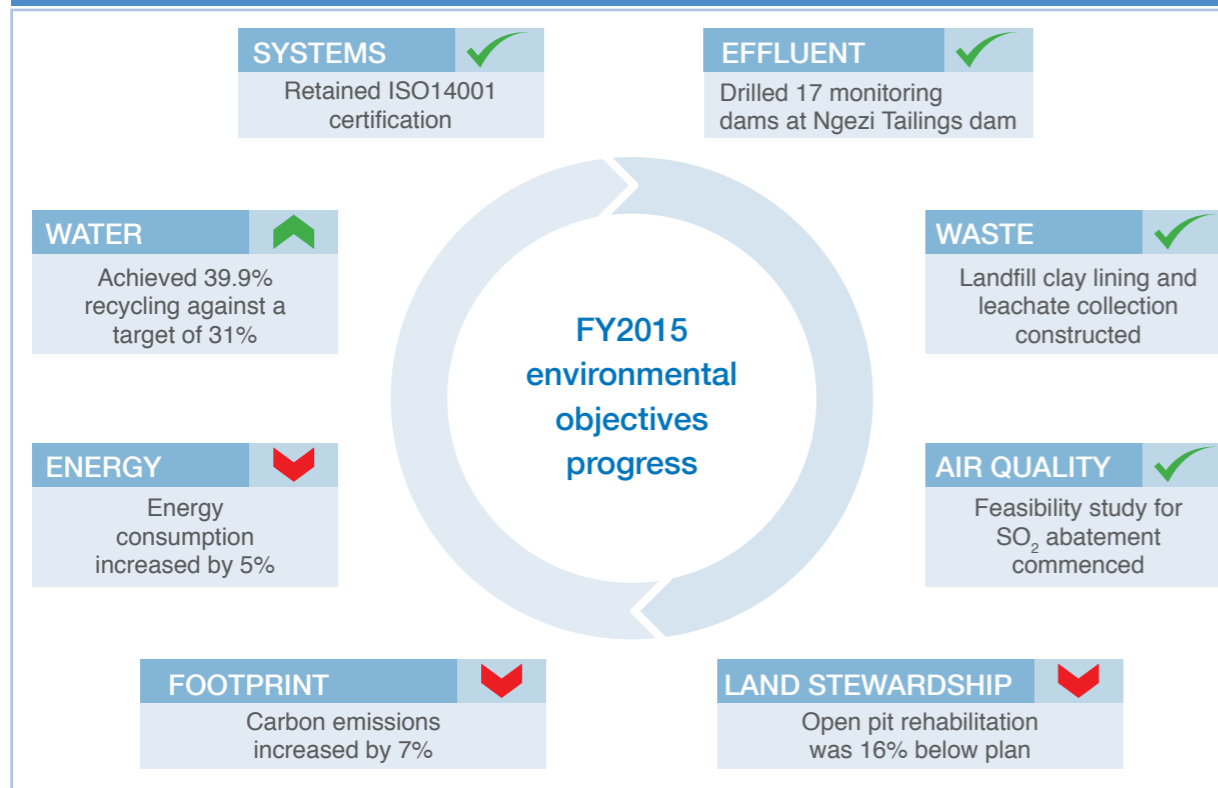 SYSTEMS
Retained ISO14001
certification
EFFLUENT
Drilled 17 monitoring
dams at Ngezi Tailings dam
WATER
Achieved 39.9%
recycling against a
target of 31%
WASTE
Landfill clay lining and
leachate collection
constructed
FY2015
environmental
objectives
progress
ENERGY
Energy
consumption
increased by 5%
AIR QUALITY
Feasibility study for
SO₂ abatement
commenced
FOOTPRINT
Carbon emissions
increased by 7%
LAND STEWARDSHIP
Open pit rehabilitation
was 16% below plan